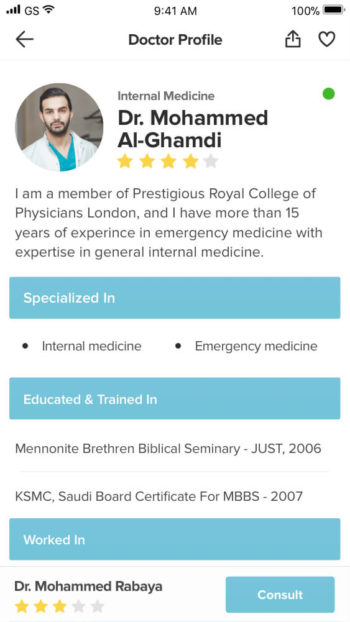 GS 9:41 AM 100%
Doctor Profile
Internal Medicine
Dr. Mohammed
Al-Ghamdi
I am a member of Prestigious Royal College of
Physicians London, and I have more than 15
years of experince in emergency medicine with
expertise in general internal medicine.
Specialized In
• Internal medicine • Emergency medicine
Educated & Trained In
Mennonite Brethren Biblical Seminary - JUST, 2006
KSMC, Saudi Board Certificate For MBBS - 2007
Worked In
Dr. Mohammed Rabaya
Consult